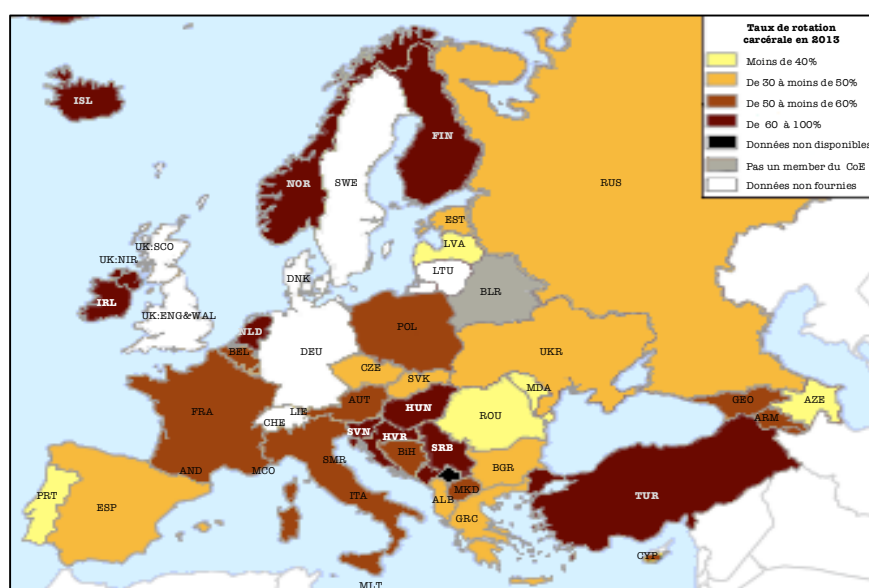 Taux de rotation
carcérale en 2013
Moins de 40%
De 30 à moins de 50%
De 50 à moins de 60%
De 60 à 100%
Données non disponibles
Pas un member du CoE
Données non fournies
ISL
FIN
NOR
SWE
RUS
EST
LVA
UK:SCO
UK:NIR
LTU
DNK
BLR
IRL
UK:ENG&WAL
NLD
POL
BEL
DEU
UKR
CZE
SVK
MDA
AUT
GEO
AZE
FRA
LIE
HUN
ROU
ARM
CHE
SVN
HVR
SRB
BiH
SMR
AND
MCO
BGR
PRT
MKD
TUR
ITA
ALB
ESP
GRC
CYP
MLT